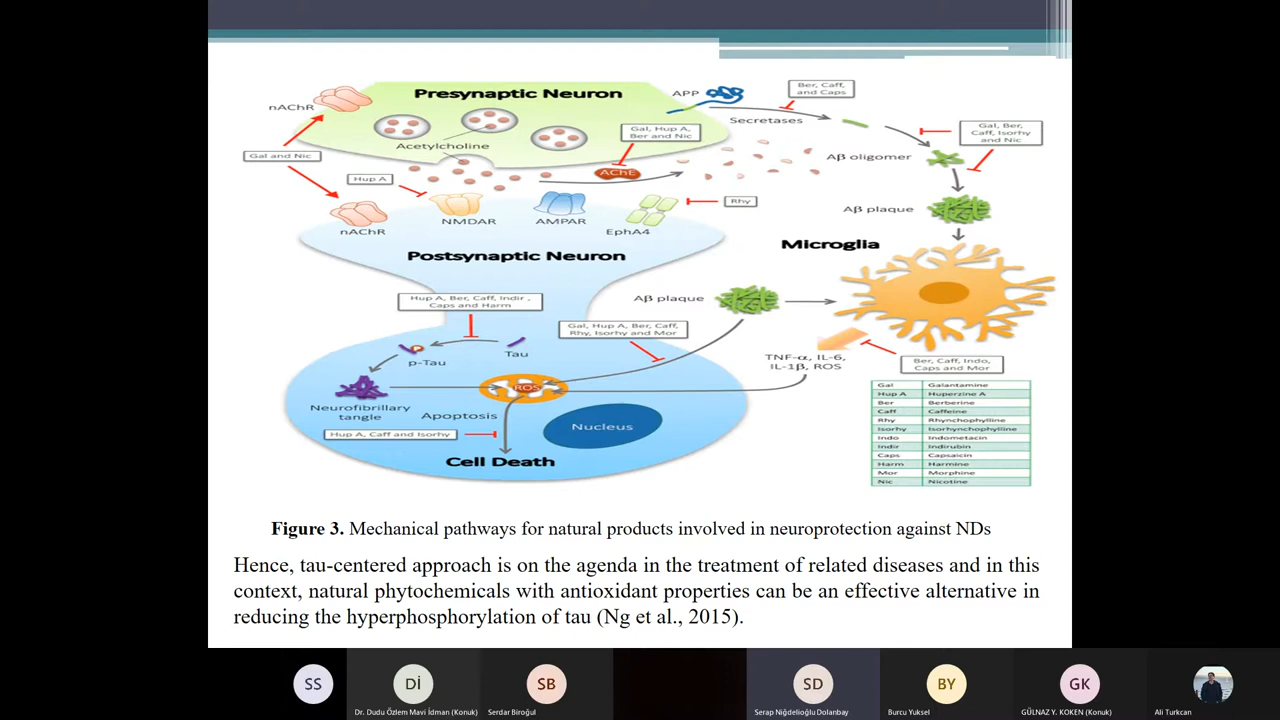 Presynaptic Neuron
APP
Ber, Caff,
and Caps
nAChR
Secretases
Acetylcholine
Gal, Hup A,
Ber and Nic
Gal, Ber,
Caff, Isorhy
and Nic
Gal and Nic
Aβ oligomer
AChE
Hup A
Rhy
nAChR
NMDAR
AMPAR
EphA4
Aβ plaque
Postsynaptic Neuron
Microglia
Hup A, Ber, Caff, Indir,
Caps and Harm
Aβ plaque
Gal, Hup A, Ber, Caff,
Rhy, Isorhy and Mor
p-Tau
Tau
TNF-α, IL-6,
IL-1β, ROS
Ber, Caff, Indo,
Caps and Mor
ROS
Neurofibrillary
tangle
Apoptosis
Nucleus
Hup A, Caff and Isorhy
Cell Death
Gal Galantamine
Hup A Huperzine A
Ber Berberine
Caff Caffeine
Rhy Rhynchophylline
Isorhy Isorhynchophylline
Indo Indometacin
Indir Indirubin
Caps Capsaicin
Harm Harmine
Mor Morphine
Nic Nicotine
Figure 3. Mechanical pathways for natural products involved in neuroprotection against NDs
Hence, tau-centered approach is on the agenda in the treatment of related diseases and in this
context, natural phytochemicals with antioxidant properties can be an effective alternative in
reducing the hyperphosphorylation of tau (Ng et al., 2015).
SS
Dİ
SB
SD
BY
GK
Dr. Dudu Özlem Mavi İdman (Konuk)
Serdar Biroğul
Serap Niğdelioğlu Dolanbay
Burcu Yuksel
GÜLNAZ Y. KOKEN (Konuk)
Ali Turkcan